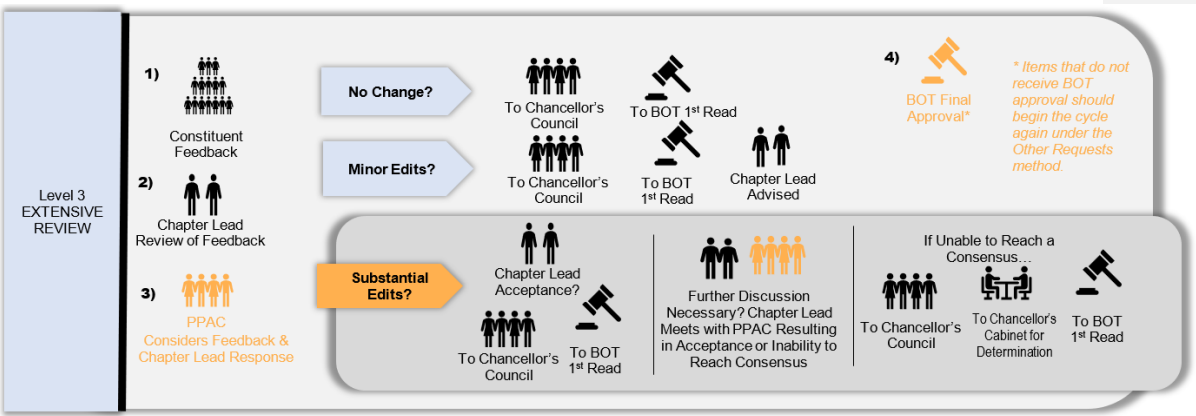 Level 3
EXTENSIVE
REVIEW
1)
Constituent
Feedback
2)
Chapter Lead
Review of Feedback
3)
PPAC
Considers Feedback &
Chapter Lead Response
No Change?
To Chancellor's
Council
To BOT 1st Read
Minor Edits?
To Chancellor's
Council
To BOT
1st Read
Chapter Lead
Advised
Substantial
Edits?
Chapter Lead
Acceptance?
To Chancellor's
Council
To BOT
1st Read
Further Discussion
Necessary? Chapter Lead
Meets with PPAC Resulting
in Acceptance or Inability to
Reach Consensus
If Unable to Reach a
Consensus…
To Chancellor's
Council
To Chancellor's
Cabinet for
Determination
To BOT
1st Read
4)
BOT Final
Approval*
* Items that do not
receive BOT
approval should
begin the cycle
again under the
Other Requests
method.